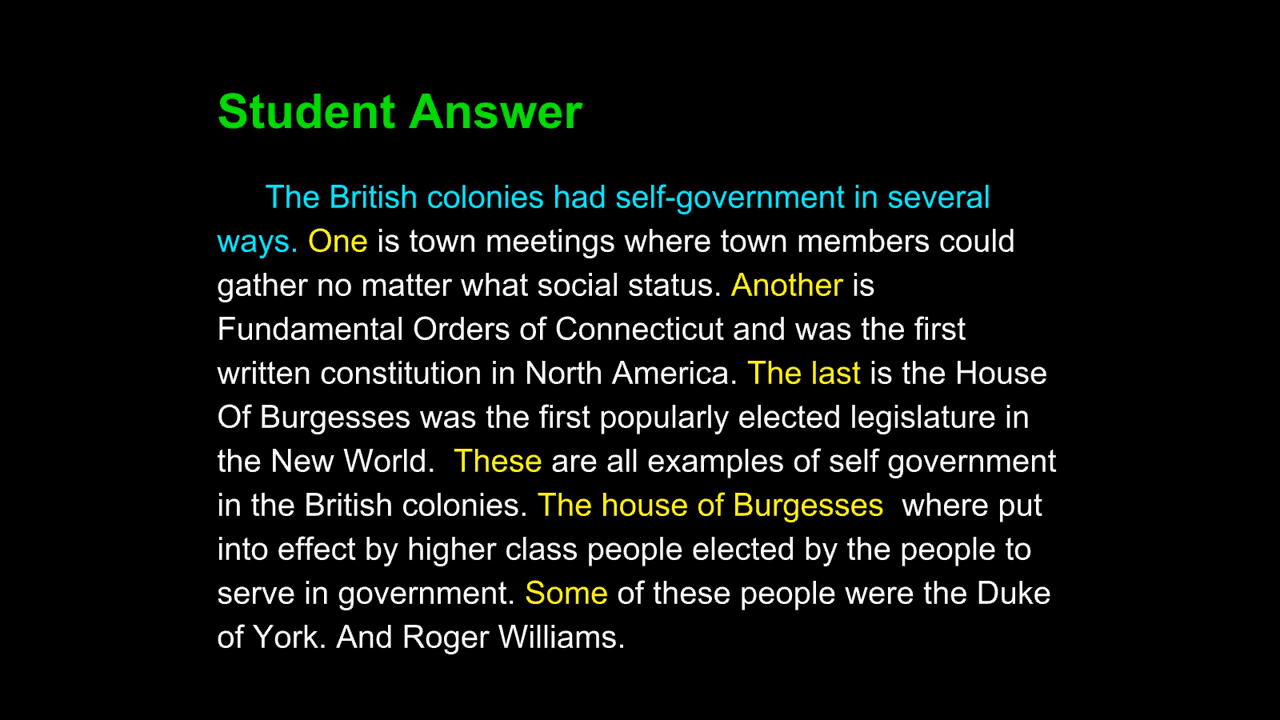 Student Answer
The British colonies had self-government in several
ways. One is town meetings where town members could
gather no matter what social status. Another is
Fundamental Orders of Connecticut and was the first
written constitution in North America. The last is the House
Of Burgesses was the first popularly elected legislature in
the New World.  These are all examples of self government
in the British colonies. The house of Burgesses  where put
into effect by higher class people elected by the people to
serve in government. Some of these people were the Duke
of York. And Roger Williams.